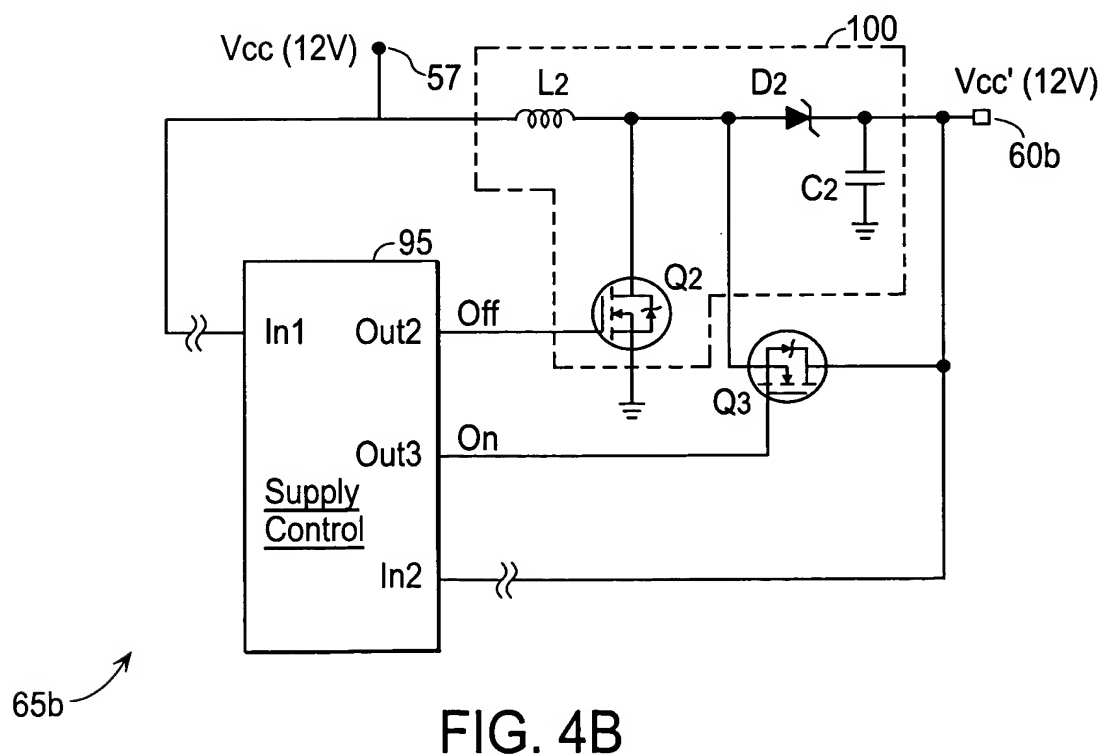 Vcc (12V)
57
100
L2
D2
Vcc' (12V)
60b
C2
95
Q2
In1
Out2
Off
Q3
Out3
On
Supply
Control
In2
65b
FIG. 4B